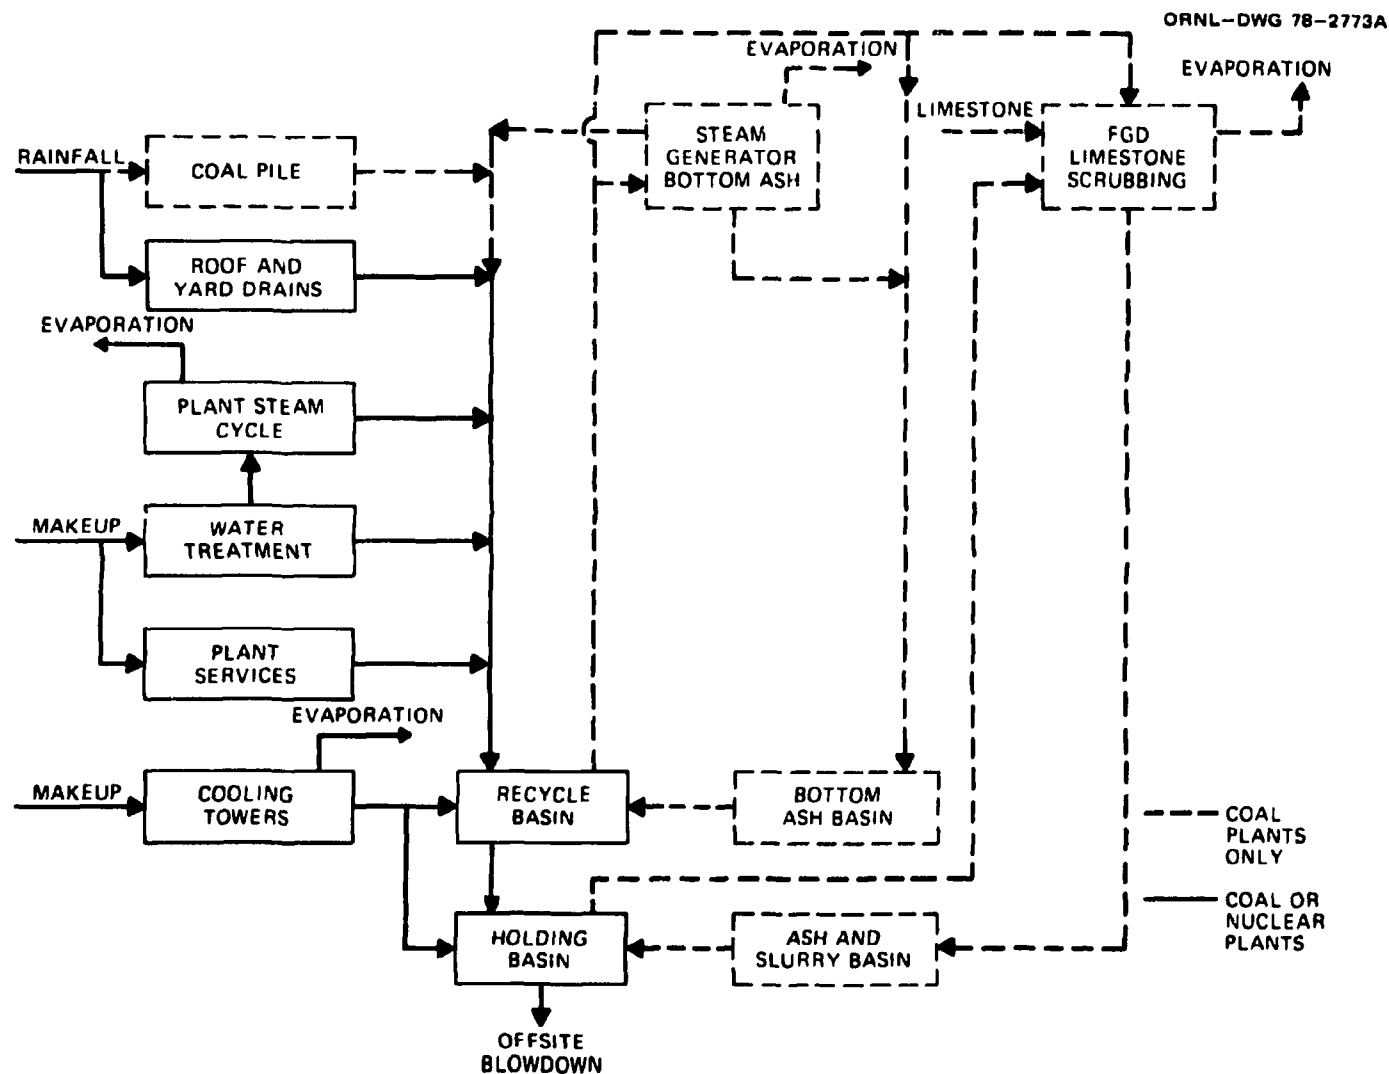 ORNL-DWG 78-2773A
EVAPORATION
EVAPORATION
RAINFALL
COAL PILE
STEAM
GENERATOR
BOTTOM ASH
LIMESTONE
FGD
LIMESTONE
SCRUBBING
ROOF AND
YARD DRAINS
EVAPORATION
PLANT STEAM
CYCLE
MAKEUP
WATER
TREATMENT
PLANT
SERVICES
EVAPORATION
MAKEUP
COOLING
TOWERS
RECYCLE
BASIN
BOTTOM
ASH BASIN
COAL
PLANTS
ONLY
HOLDING
BASIN
ASH AND
SLURRY BASIN
COAL OR
NUCLEAR
PLANTS
OFFSITE
BLOWDOWN